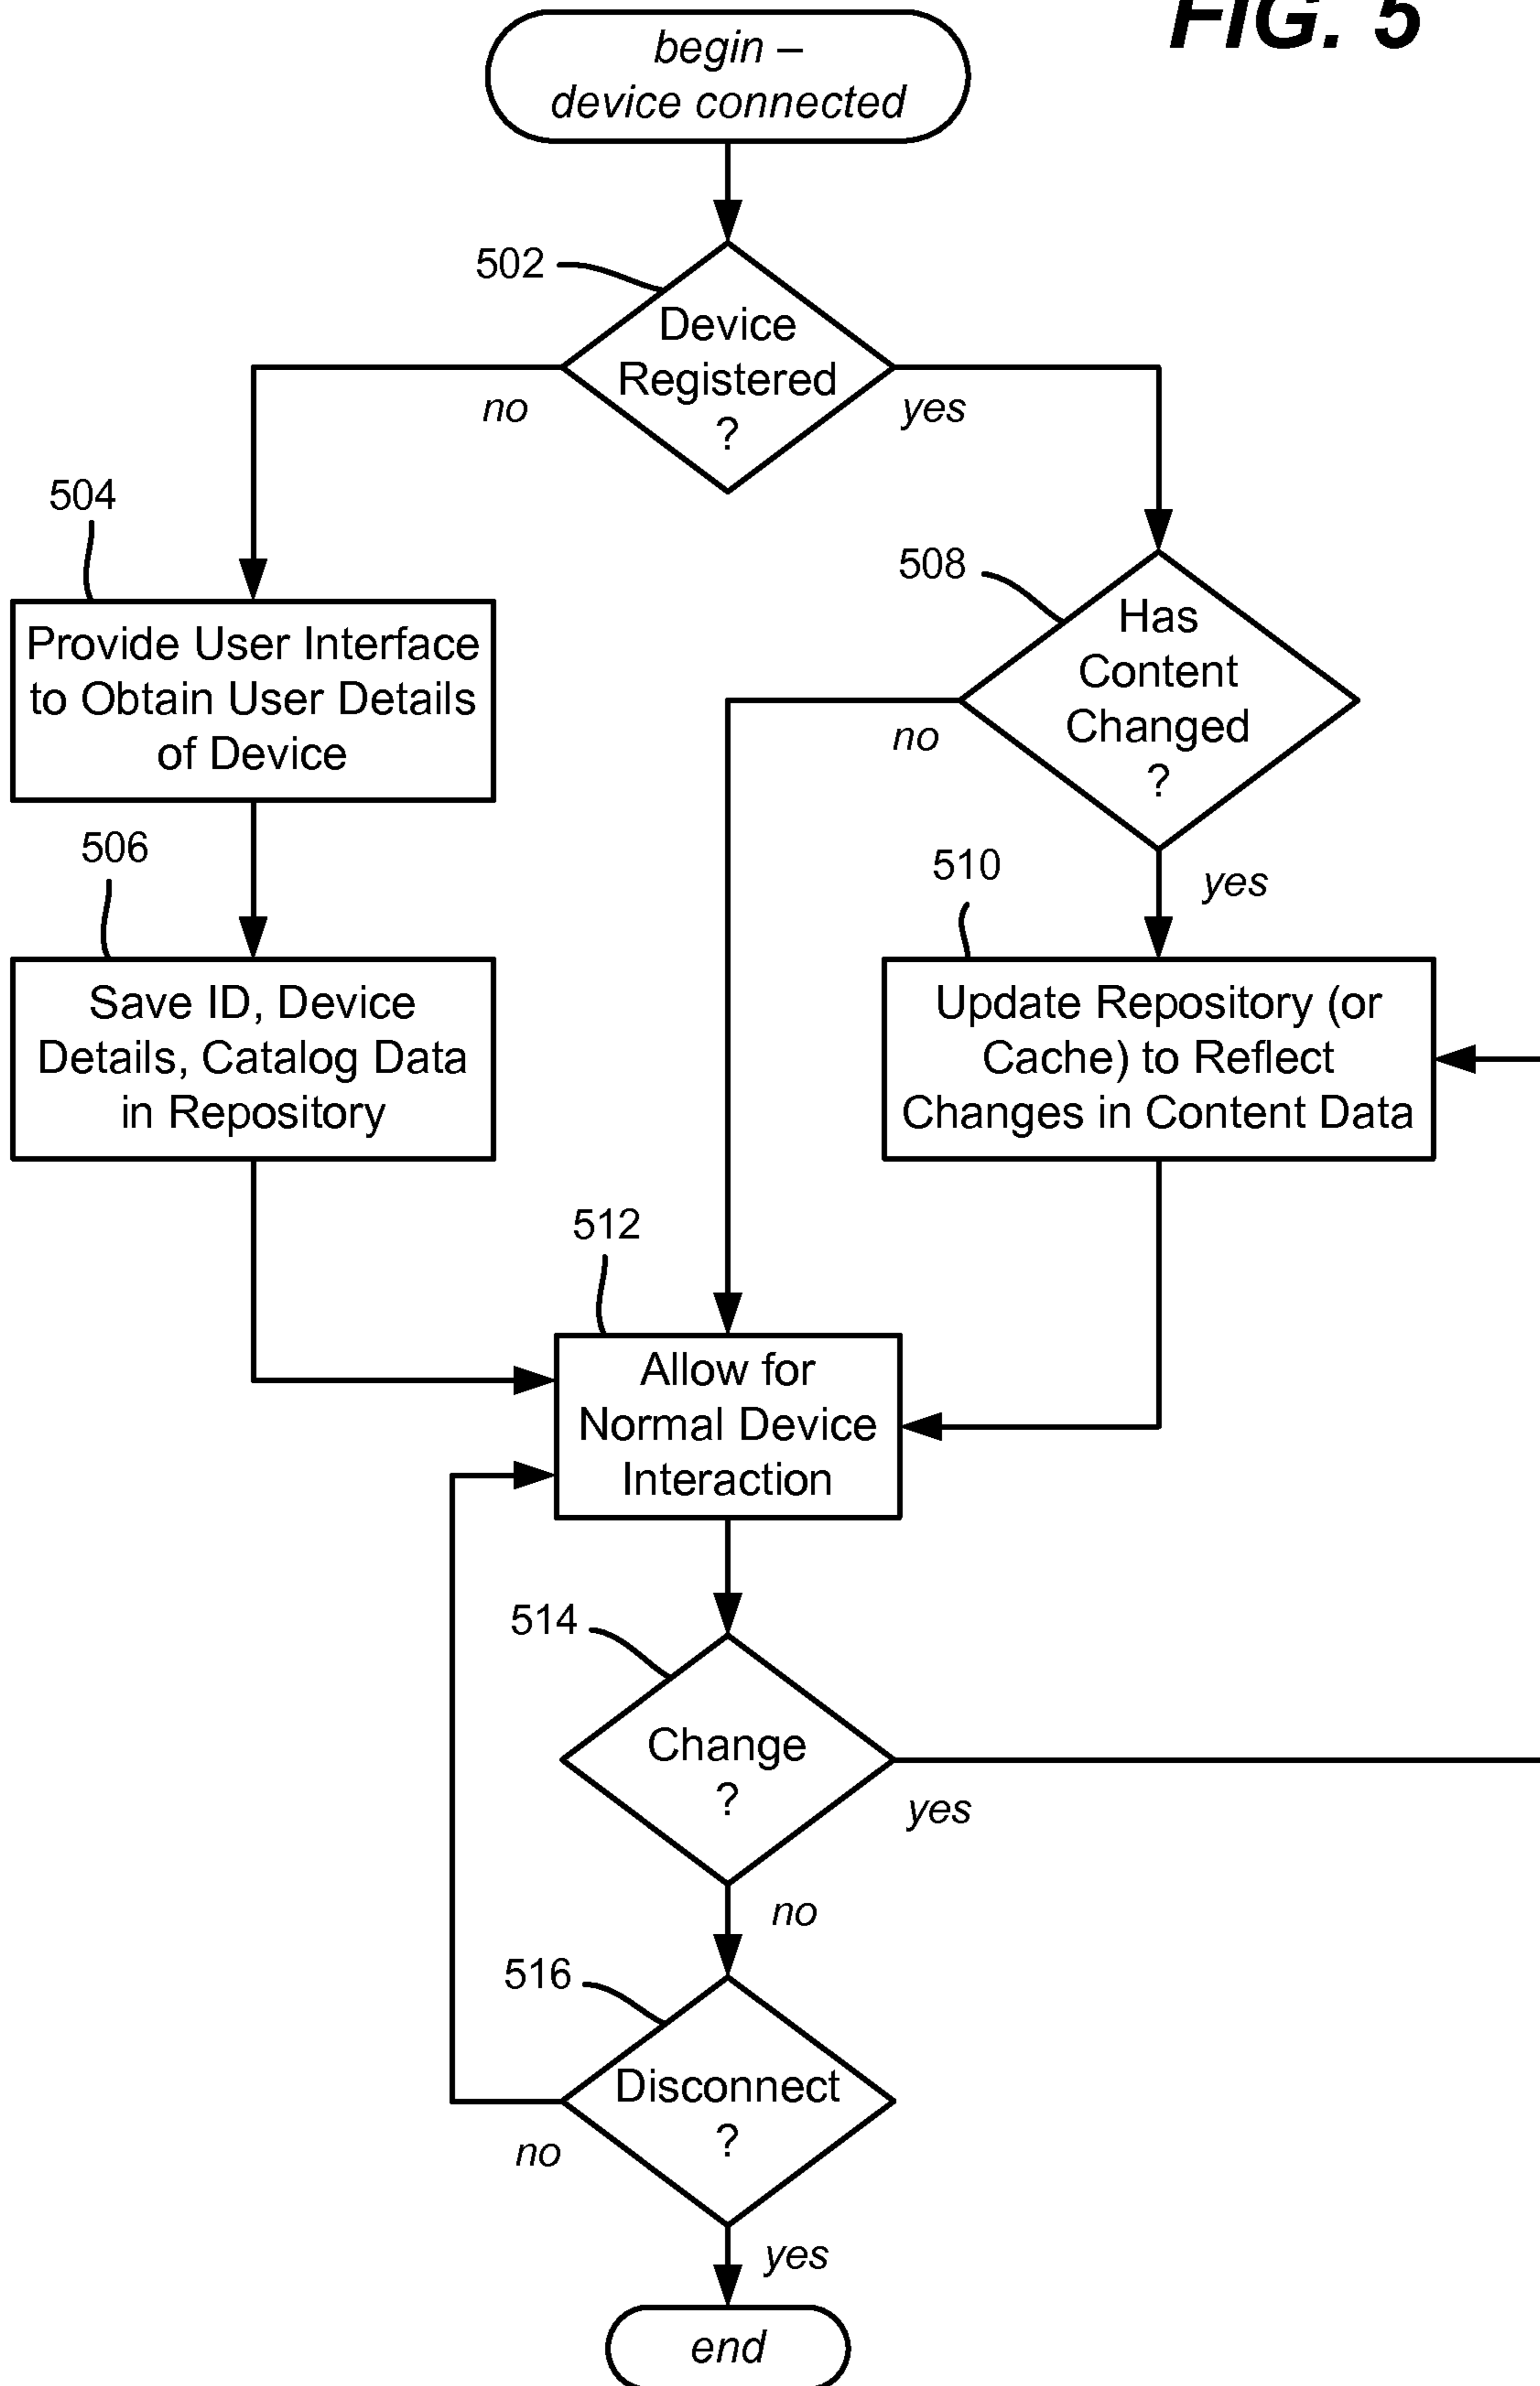 FIG. 5
begin –
device connected
502
Device
Registered
?
no
yes
504
Provide User Interface
to Obtain User Details
of Device
508
Has
Content
Changed
?
no
yes
506
Save ID, Device
Details, Catalog Data
in Repository
510
Update Repository (or
Cache) to Reflect
Changes in Content Data
512
Allow for
Normal Device
Interaction
514
Change
?
yes
no
516
Disconnect
?
no
yes
end